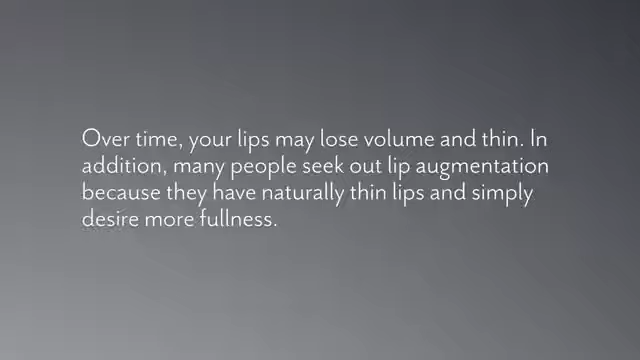 Over time, your lips may lose volume and thin. In
addition, many people seek out lip augmentation
because they have naturally thin lips and simply
desire more fullness.